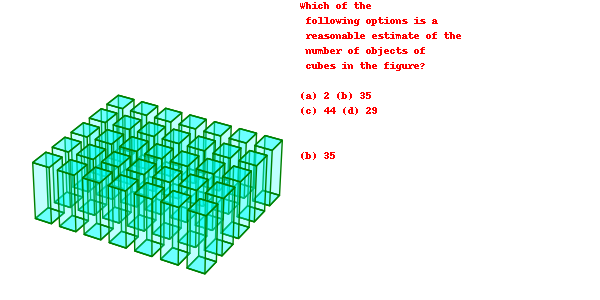 Which of the
following options is a
reasonable estimate of the
number of objects of
cubes in the figure?
(a) 2 (b) 35
(c) 44 (d) 29
(b) 35